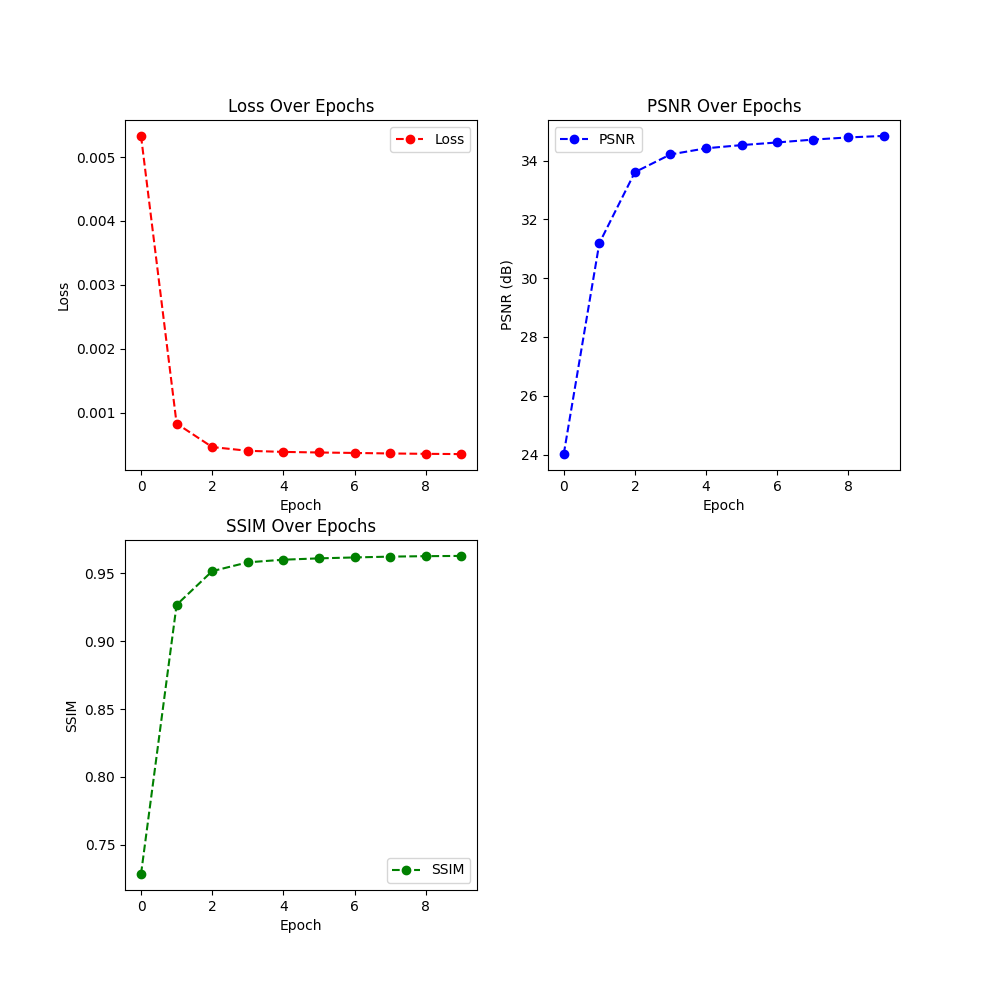 Loss Over Epochs
Loss
0.005
0.004
0.003
0.002
0.001
Loss
0 2 4 6 8
Epoch
PSNR Over Epochs
PSNR
34
32
30
28
26
24
PSNR (dB)
0 2 4 6 8
Epoch
SSIM Over Epochs
0.95
0.90
0.85
0.80
0.75
SSIM
SSIM
0 2 4 6 8
Epoch